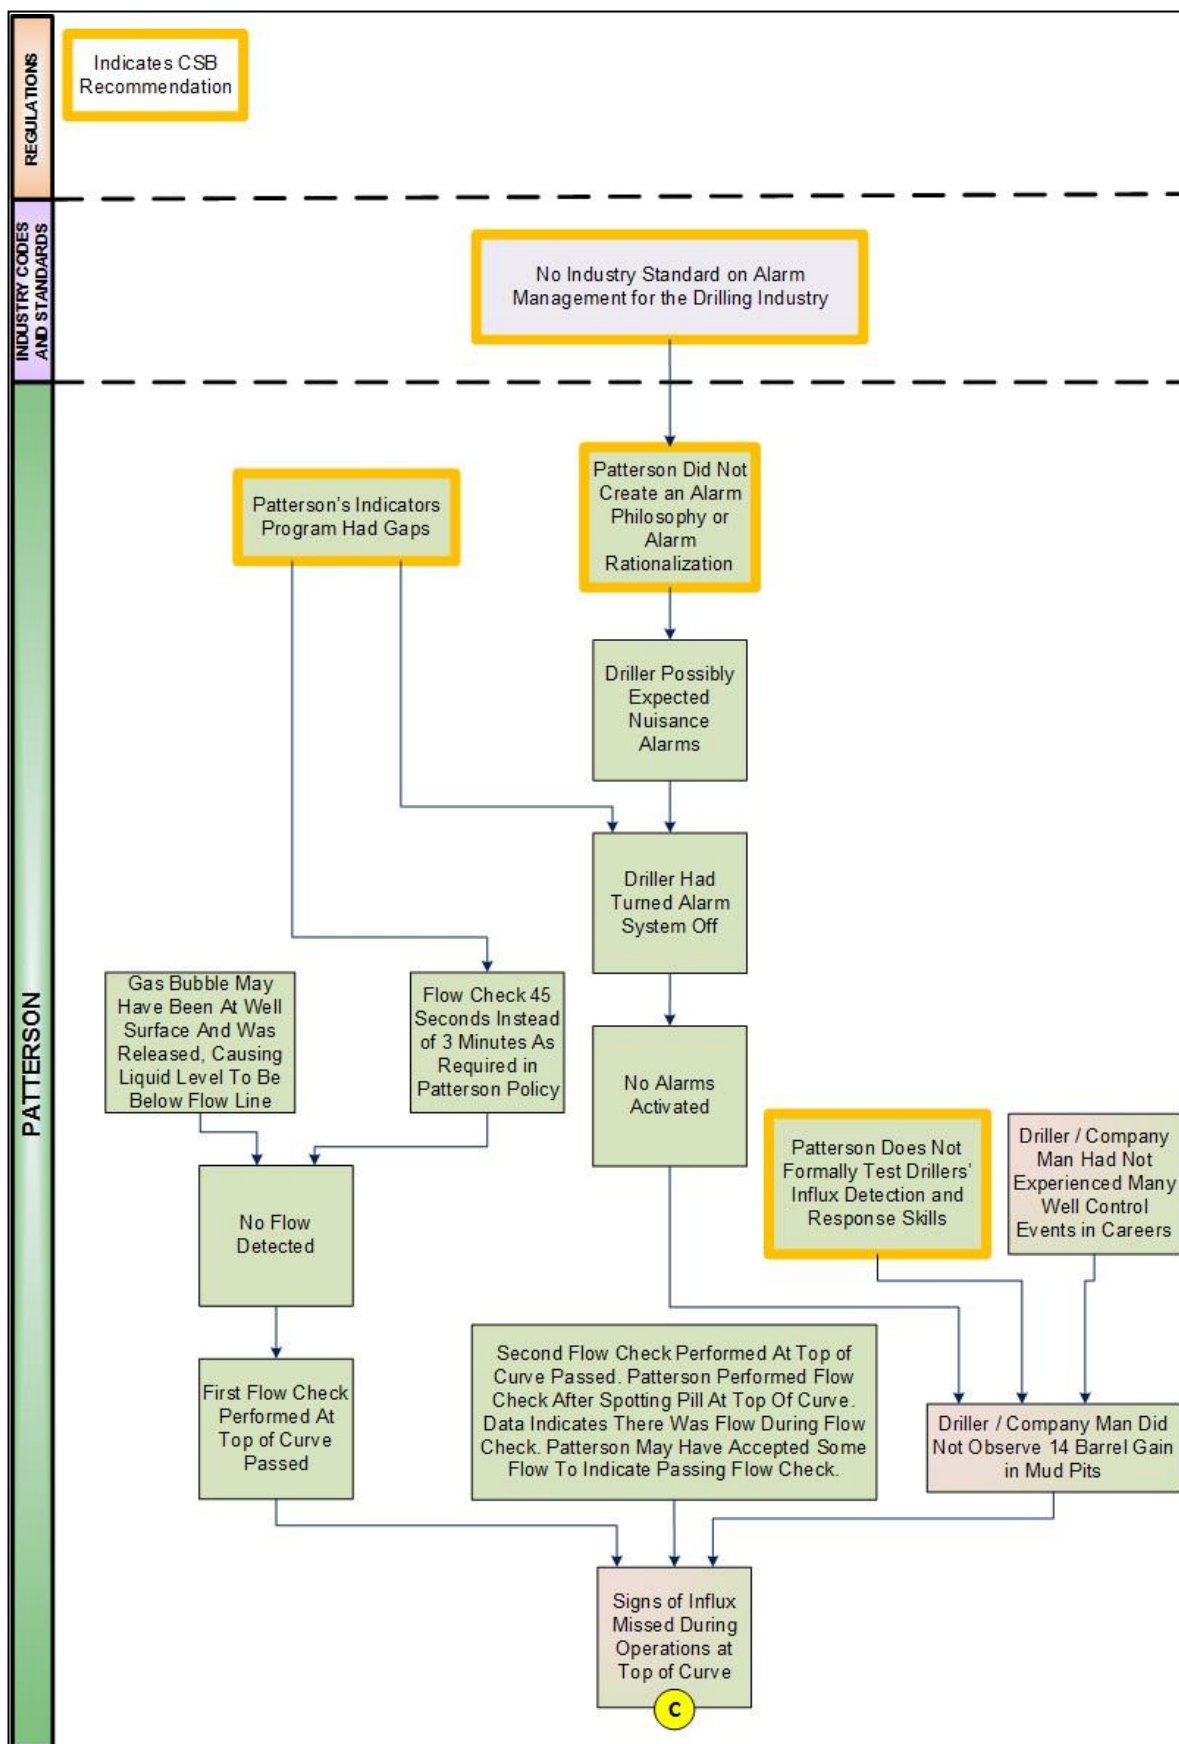 REGULATIONS
Indicates CSB
Recommendation
INDUSTRY CODES
AND STANDARDS
No Industry Standard on Alarm
Management for the Drilling Industry
PATTERSON
Patterson's Indicators
Program Had Gaps
Patterson Did Not
Create an Alarm
Philosophy or
Alarm
Rationalization
Driller Possibly
Expected
Nuisance
Alarms
Driller Had
Turned Alarm
System Off
Gas Bubble May
Have Been At Well
Surface And Was
Released, Causing
Liquid Level To Be
Below Flow Line
Flow Check 45
Seconds Instead
of 3 Minutes As
Required in
Patterson Policy
No Alarms
Activated
Patterson Does Not
Formally Test Drillers'
Influx Detection and
Response Skills
Driller / Company
Man Had Not
Experienced Many
Well Control
Events in Careers
No Flow
Detected
First Flow Check
Performed At
Top of Curve
Passed
Second Flow Check Performed At Top of
Curve Passed. Patterson Performed Flow
Check After Spotting Pill At Top Of Curve.
Data Indicates There Was Flow During Flow
Check. Patterson May Have Accepted Some
Flow To Indicate Passing Flow Check.
Driller / Company Man Did
Not Observe 14 Barrel Gain
in Mud Pits
Signs of Influx
Missed During
Operations at
Top of Curve
C